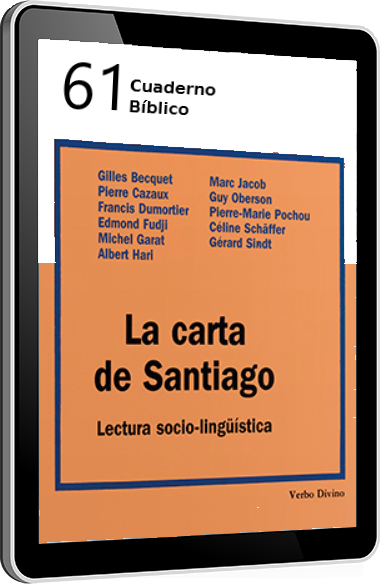 61 Cuaderno
Bíblico
Gilles Becquet
Pierre Cazaux
Francis Dumortier
Edmond Fudji
Michel Garat
Albert Hari
Marc Jacob
Guy Oberson
Pierre-Marie Pochou
Céline Schäffer
Gérard Sindt
La carta
de Santiago
Lectura socio-lingüística
Verbo Divino